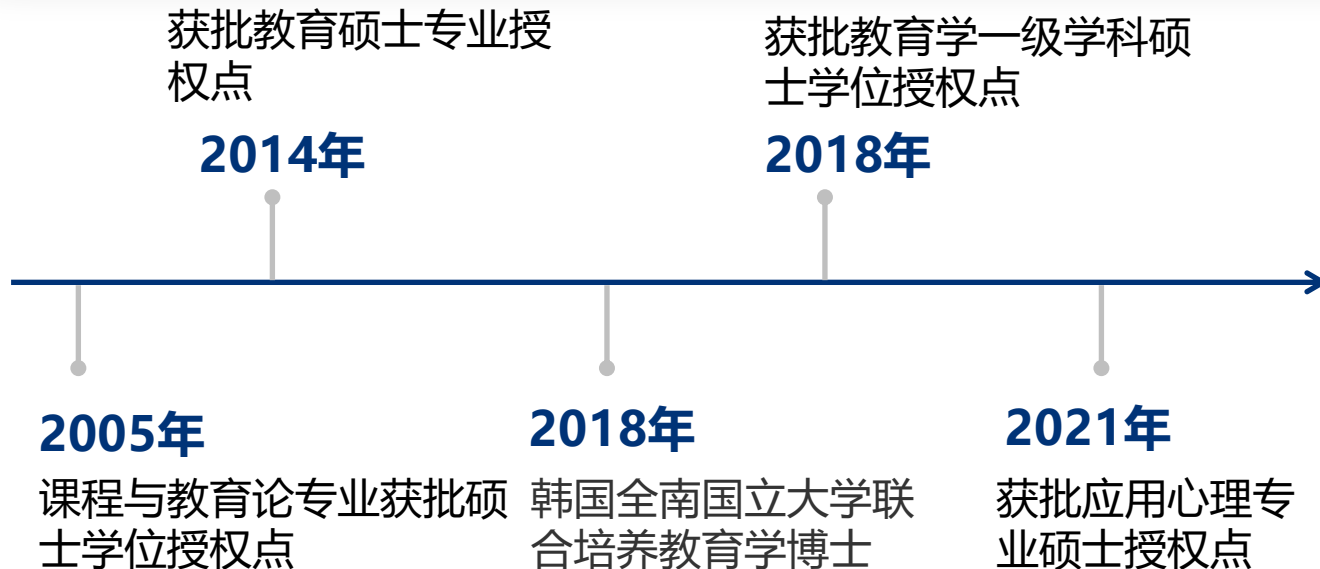 获批教育硕士专业授
权点
2014年
获批教育学一级学科硕
士学位授权点
2018年
2005年
课程与教育论专业获批硕
士学位授权点
2018年
韩国全南国立大学联
合培养教育学博士
2021年
获批应用心理专
业硕士授权点